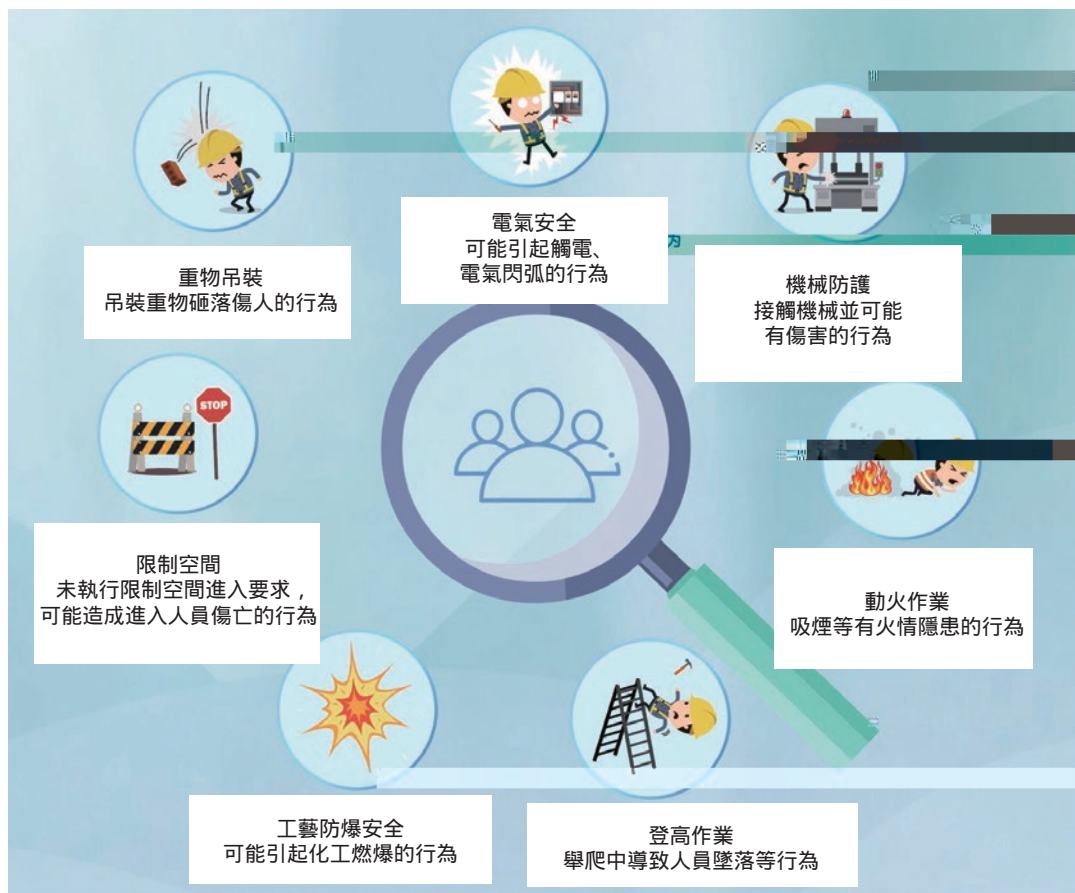 電氣安全
可能引起觸電、
電氣閃弧的行為
重物吊裝
吊裝重物砸落傷人的行為
機械防護
接觸機械並可能
有傷害的行為
STOP
限制空間
未執行限制空間進入要求，
可能造成進入人員傷亡的行為
動火作業
吸煙等有火情隱患的行為
工藝防爆安全
可能引起化工燃爆的行為
登高作業
舉爬中導致人員墜落等行為